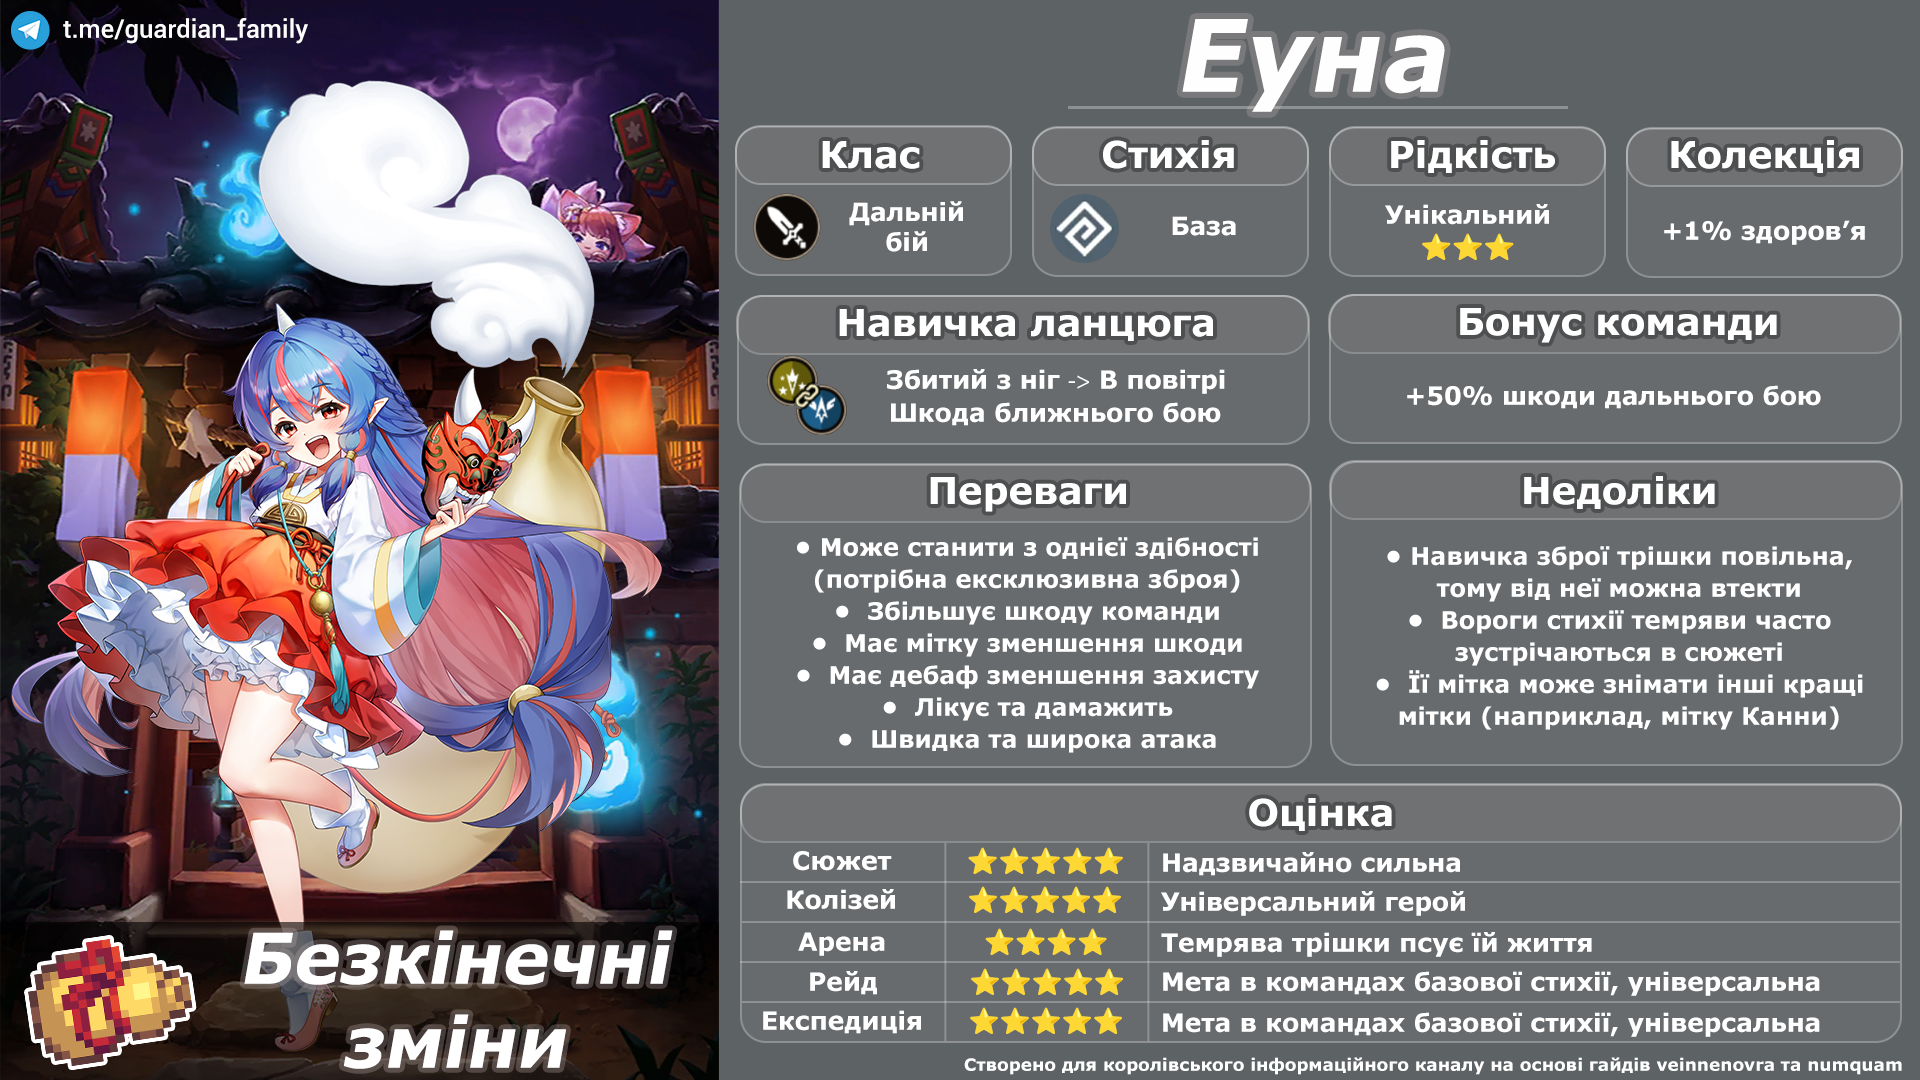 t.me/guardian_family
Безкінечні
зміни
Еуна
Клас
Дальній
бій
Стихія
База
Рідкість
Унікальний
Колекція
+1% здоров’я
Навичка ланцюга
Збитий з ніг -> В повітрі
Шкода ближнього бою
Бонус команди
+50% шкоди дальнього бою
Переваги
● Може станити з однієї здібності
(потрібна ексклюзивна зброя)
● Збільшує шкоду команди
● Має мітку зменшення шкоди
● Має дебаф зменшення захисту
● Лікує та дамажить
● Швидка та широка атака
Недоліки
● Навичка зброї трішки повільна,
тому від неї можна втекти
● Вороги стихії темряви часто
зустрічаються в сюжеті
● Її мітка може знімати інші кращі
мітки (наприклад, мітку Канни)
Оцінка
Сюжет ⭐⭐⭐⭐⭐ Надзвичайно сильна
Колізей ⭐⭐⭐⭐⭐ Універсальний герой
Арена ⭐⭐⭐⭐ Темрява трішки псує їй життя
Рейд ⭐⭐⭐⭐⭐ Мета в командах базової стихії, універсальна
Експедиція ⭐⭐⭐⭐⭐ Мета в командах базової стихії, універсальна
Створено для королівського інформаційного каналу на основі гайдів veinnenovra та numquam